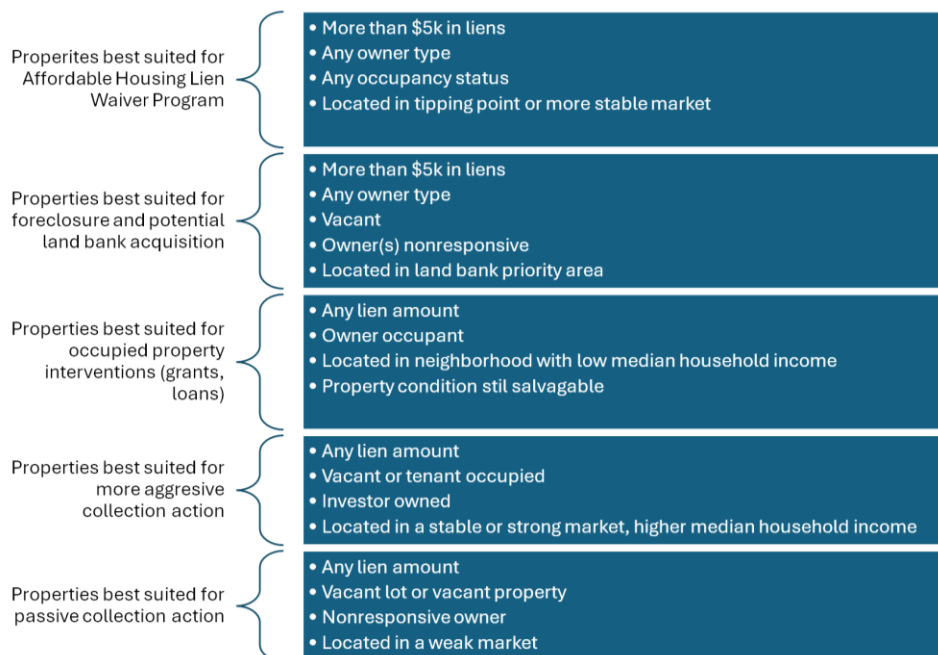 Properites best suited for
Affordable Housing Lien
Waiver Program
• More than $5k in liens
• Any owner type
• Any occupancy status
• Located in tipping point or more stable market
Properties best suited for
foreclosure and potential
land bank acquisition
• More than $5k in liens
• Any owner type
• Vacant
• Owner(s) nonresponsive
• Located in land bank priority area
Properties best suited for
occupied property
interventions (grants,
loans)
• Any lien amount
• Owner occupant
• Located in neighborhood with low median household income
• Property condition stil salvagable
Properties best suited for
more aggresive
collection action
• Any lien amount
• Vacant or tenant occupied
• Investor owned
• Located in a stable or strong market, higher median household income
Properties best suited for
passive collection action
• Any lien amount
• Vacant lot or vacant property
• Nonresponsive owner
• Located in a weak market